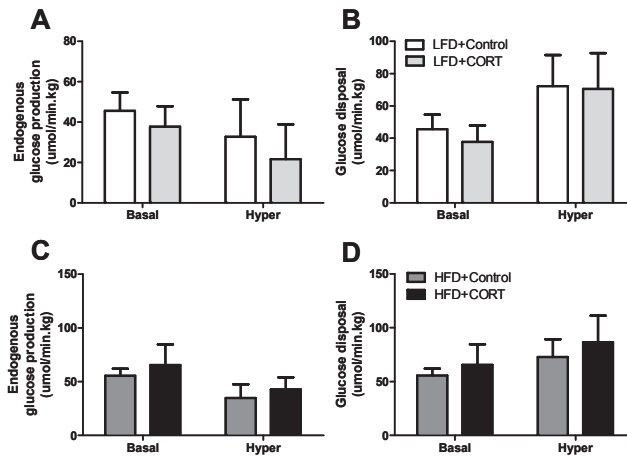 A
Endogenous
glucose production
(umol/min.kg)
80
60
40
20
0
Basal
Hyper
B
Glucose disposal
(umol/min.kg)
100
80
60
40
20
0
LFD+Control
LFD+CORT
Basal
Hyper
C
Endogenous
glucose production
(umol/min.kg)
150
100
50
0
Basal
Hyper
D
Glucose disposal
(umol/min.kg)
150
100
50
0
HFD+Control
HFD+CORT
Basal
Hyper